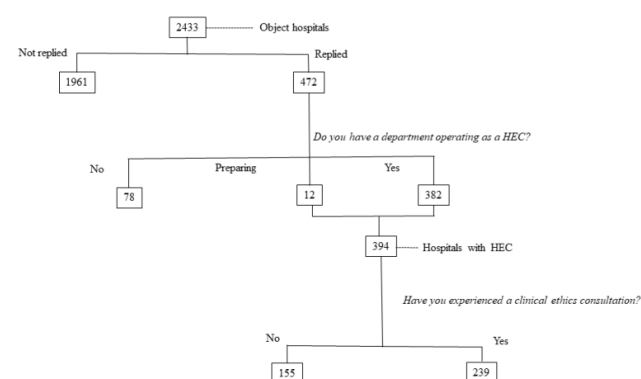 2433
Object hospitals
Not replied
Replied
1961
472
Do you have a department operating as a HEC?
No
Preparing
Yes
78
12
382
394
Hospitals with HEC
Have you experienced a clinical ethics consultation?
No
Yes
155
239